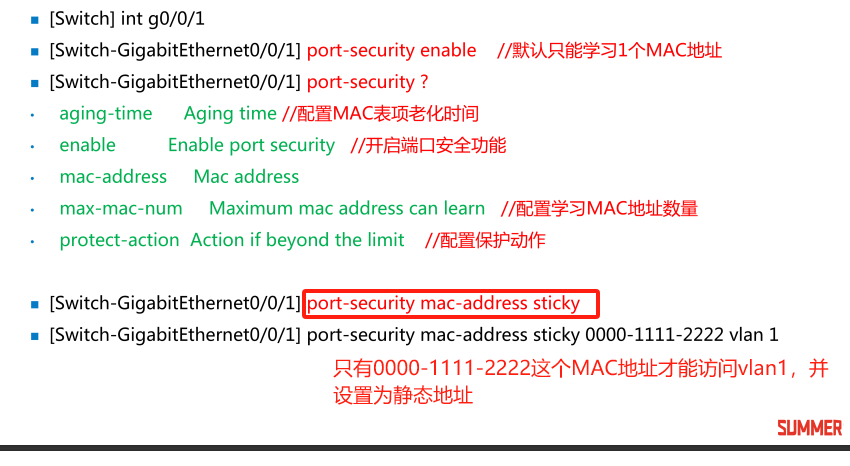 [Switch] int g0/0/1
[Switch-GigabitEthernet0/0/1] port-security enable //默认只能学习1个MAC地址
[Switch-GigabitEthernet0/0/1] port-security ?
aging-time Aging time //配置MAC表项老化时间
enable Enable port security //开启端口安全功能
mac-address Mac address
max-mac-num Maximum mac address can learn //配置学习MAC地址数量
protect-action Action if beyond the limit //配置保护动作
[Switch-GigabitEthernet0/0/1] port-security mac-address sticky
[Switch-GigabitEthernet0/0/1] port-security mac-address sticky 0000-1111-2222 vlan 1
只有0000-1111-2222这个MAC地址才能访问vlan1，并
设置为静态地址
SUMMER